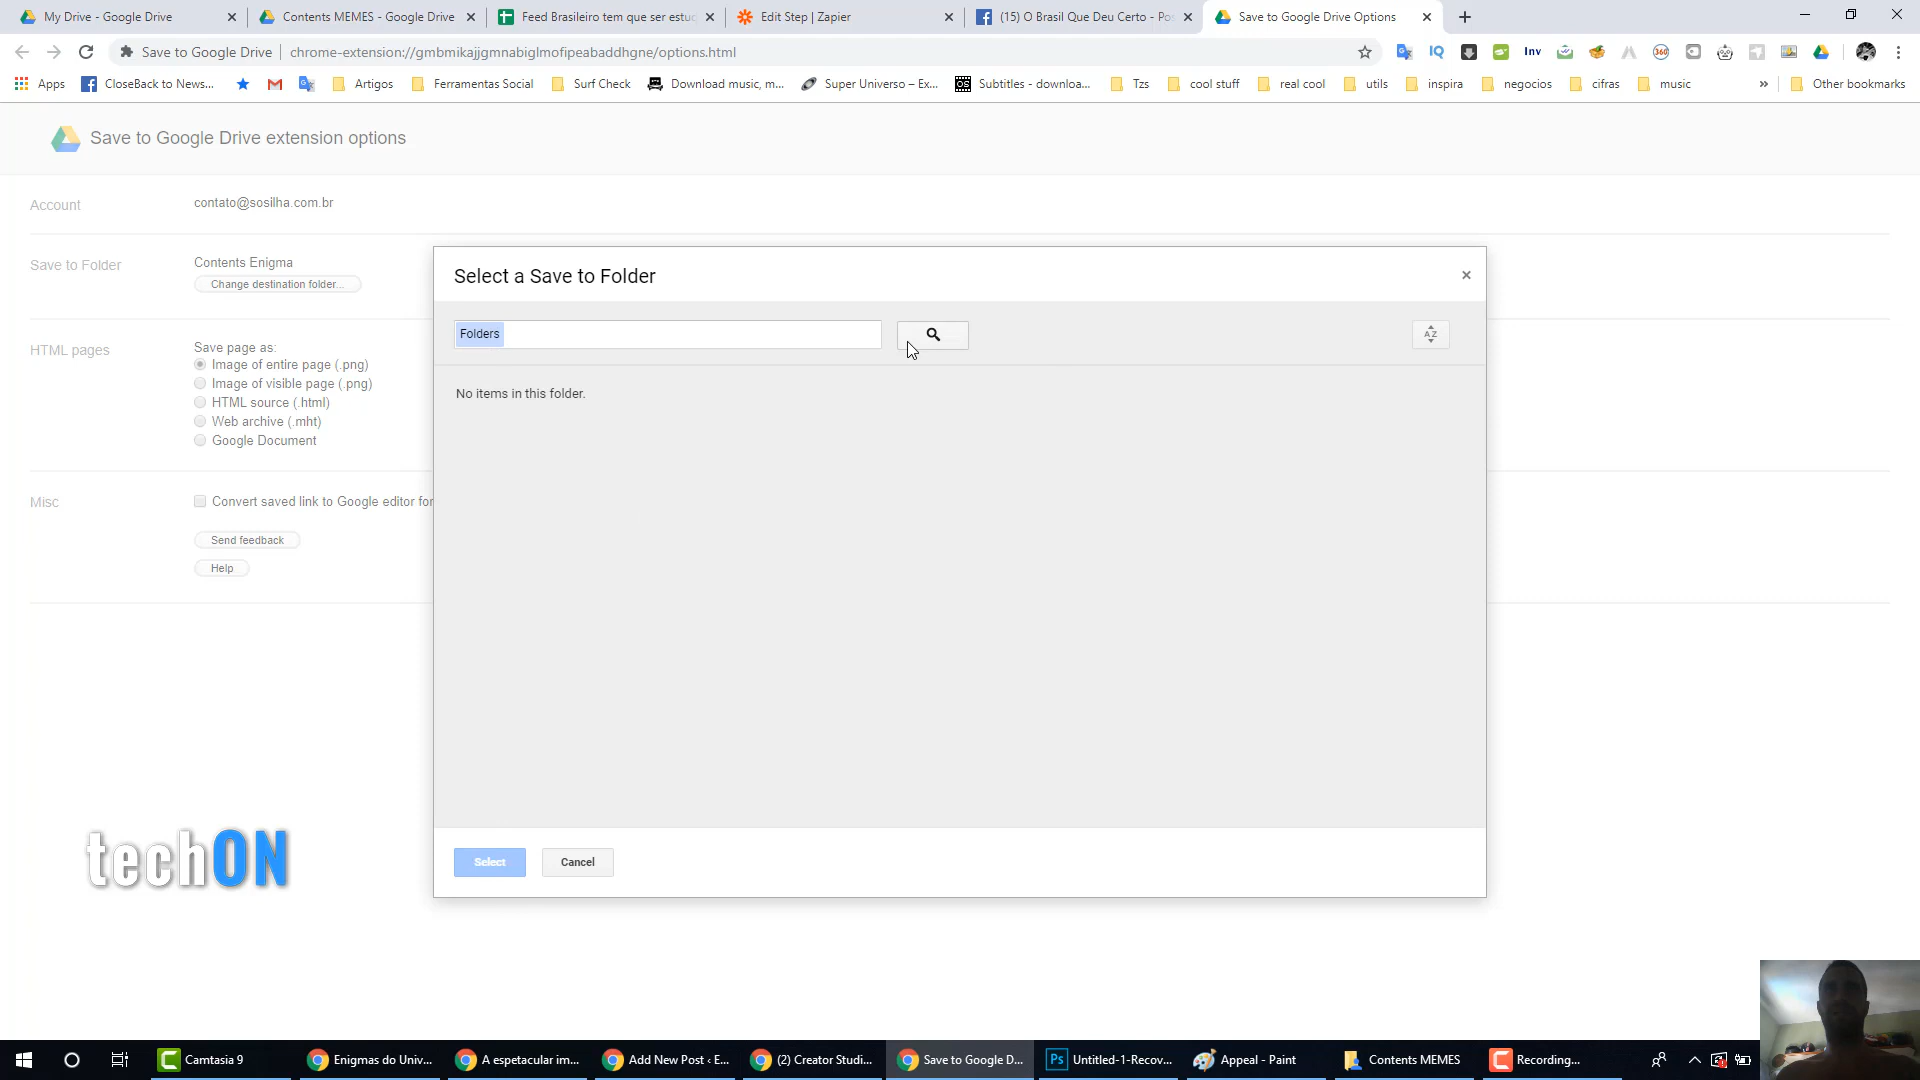 My Drive - Google Drive
Contents MEMES - Google Drive
Feed Brasileiro tem que ser estu
Edit Step | Zapier
(15) O Brasil Que Deu Certo - Po
Save to Google Drive Options
Save to Google Drive
chrome-extension://gmbmikajjgmnabiglmofipeabaddhgne/options.html
IQ
Inv
360
Apps
CloseBack to News...
Artigos
Ferramentas Social
Surf Check
Download music, m...
Super Universo – Ex...
Subtitles - downloa...
Tzs
cool stuff
real cool
utils
inspira
negocios
cifras
music
»
Other bookmarks
Save to Google Drive extension options
Account
contato@sosilha.com.br
Save to Folder
Contents Enigma
Change destination folder...
HTML pages
Save page as:
Image of entire page (.png)
Image of visible page (.png)
HTML source (.html)
Web archive (.mht)
Google Document
Misc
Convert saved link to Google editor for
Send feedback
Help
Select a Save to Folder
Folders
AZ
No items in this folder.
Select
Cancel
techON
Camtasia 9
Enigmas do Univ...
A espetacular im...
Add New Post ‹ E...
(2) Creator Studi...
Save to Google D...
Ps
Untitled-1-Recov...
Appeal - Paint
Contents MEMES
Recording...